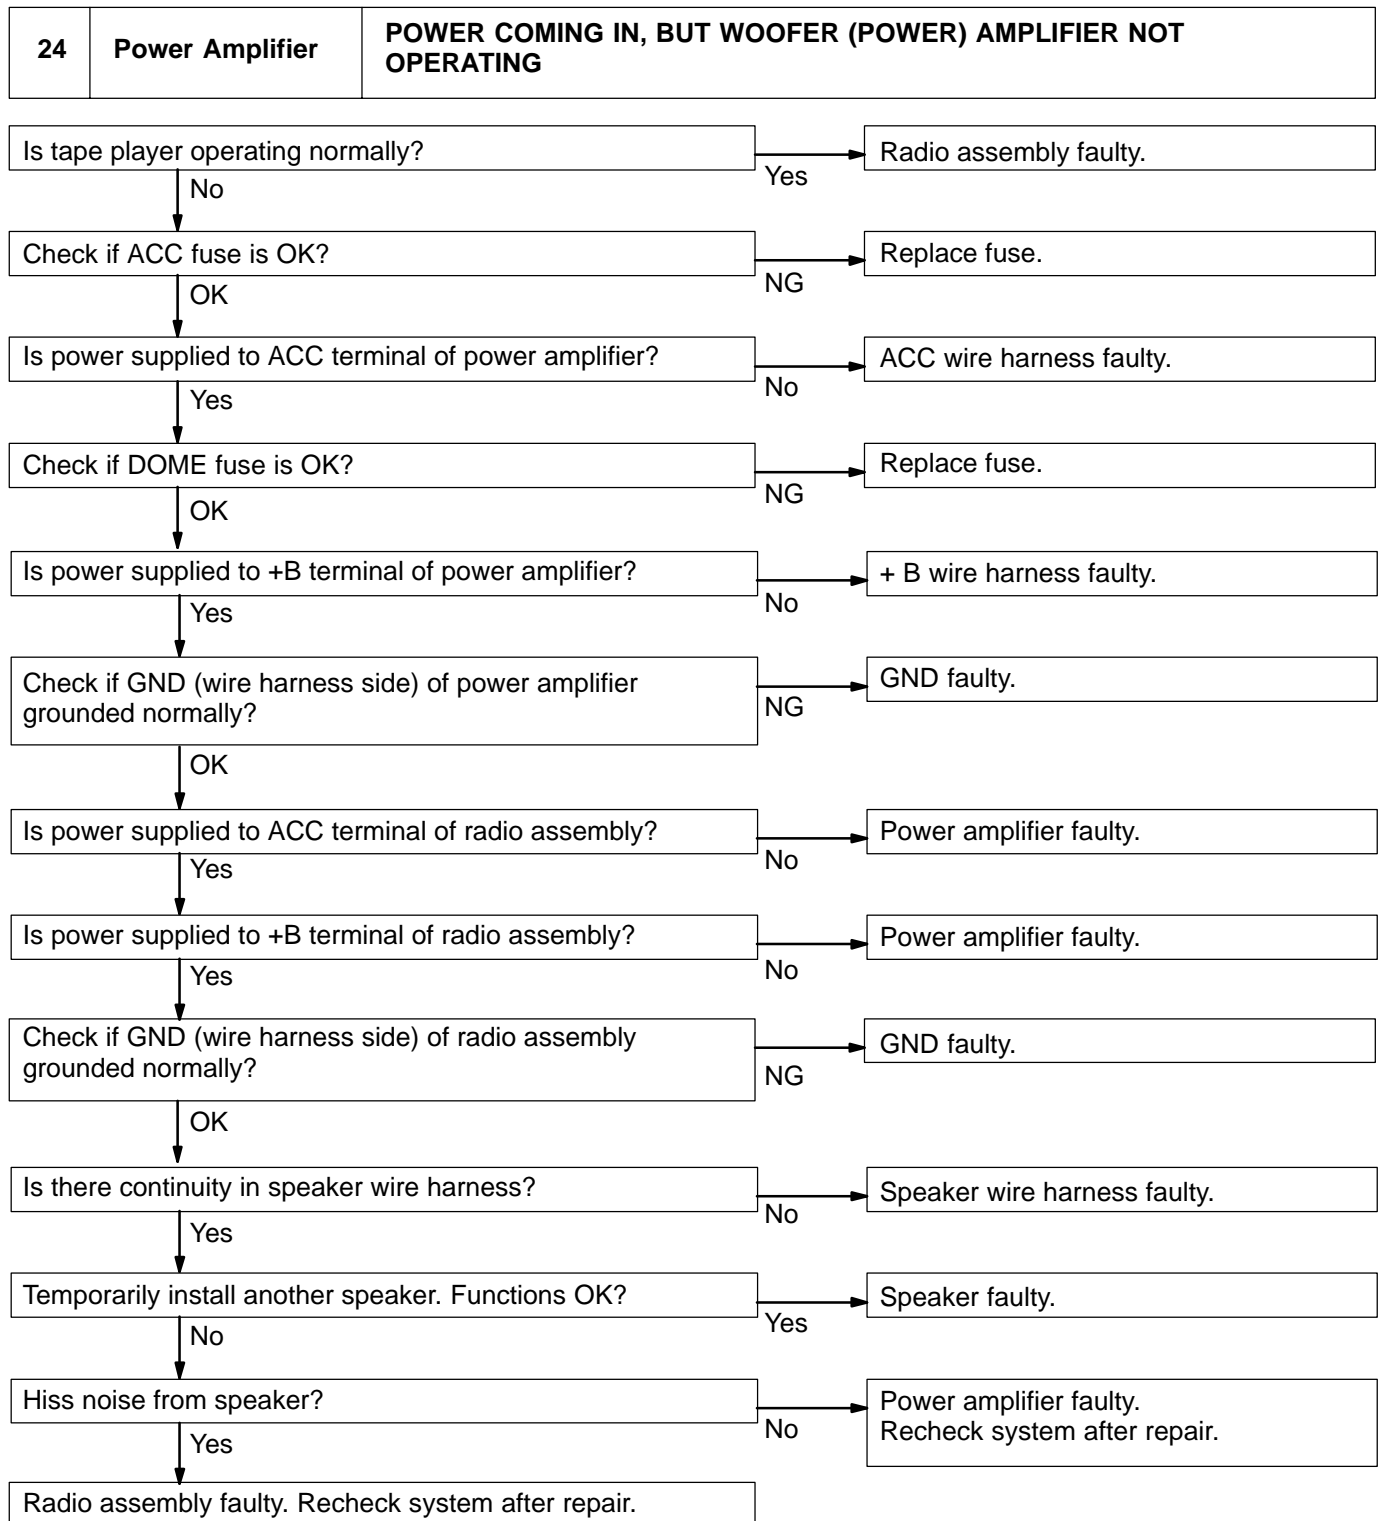 24
Power Amplifier
POWER COMING IN, BUT WOOFER (POWER) AMPLIFIER NOT
OPERATING
Is tape player operating normally?
Yes
Radio assembly faulty.
No
Check if ACC fuse is OK?
NG
Replace fuse.
OK
Is power supplied to ACC terminal of power amplifier?
No
ACC wire harness faulty.
Yes
Check if DOME fuse is OK?
NG
Replace fuse.
OK
Is power supplied to +B terminal of power amplifier?
No
+ B wire harness faulty.
Yes
Check if GND (wire harness side) of power amplifier
grounded normally?
NG
GND faulty.
OK
Is power supplied to ACC terminal of radio assembly?
No
Power amplifier faulty.
Yes
Is power supplied to +B terminal of radio assembly?
No
Power amplifier faulty.
Yes
Check if GND (wire harness side) of radio assembly
grounded normally?
NG
GND faulty.
OK
Is there continuity in speaker wire harness?
No
Speaker wire harness faulty.
Yes
Temporarily install another speaker. Functions OK?
Yes
Speaker faulty.
No
Hiss noise from speaker?
No
Power amplifier faulty.
Recheck system after repair.
Yes
Radio assembly faulty. Recheck system after repair.